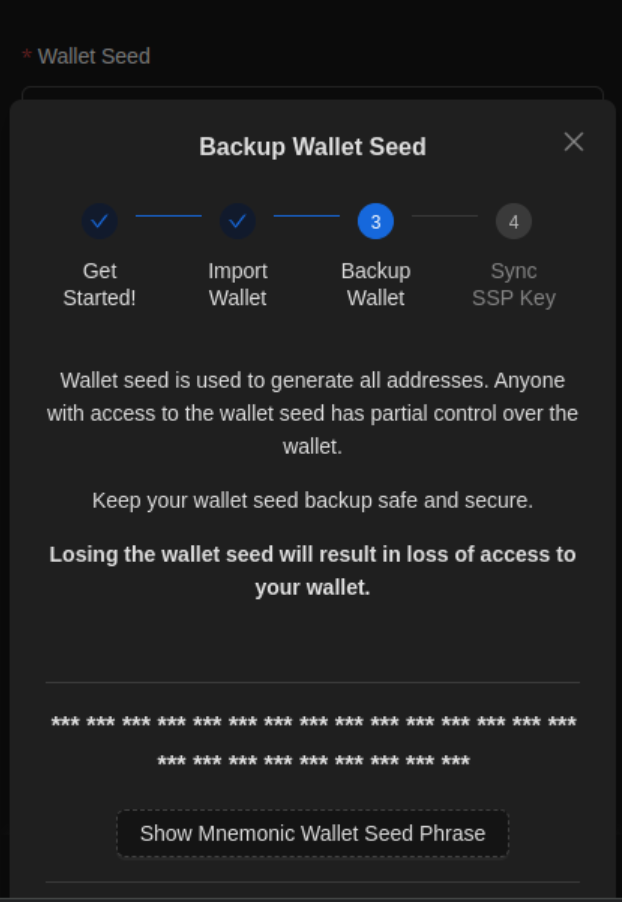 * Wallet Seed
Backup Wallet Seed
3
4
Get
Started!
Import
Wallet
Backup
Wallet
Sync
SSP Key
Wallet seed is used to generate all addresses. Anyone
with access to the wallet seed has partial control over the
wallet.
Keep your wallet seed backup safe and secure.
Losing the wallet seed will result in loss of access to
your wallet.
*** *** *** *** *** *** *** *** *** *** *** *** *** *** ***
*** *** *** *** *** *** *** *** ***
Show Mnemonic Wallet Seed Phrase